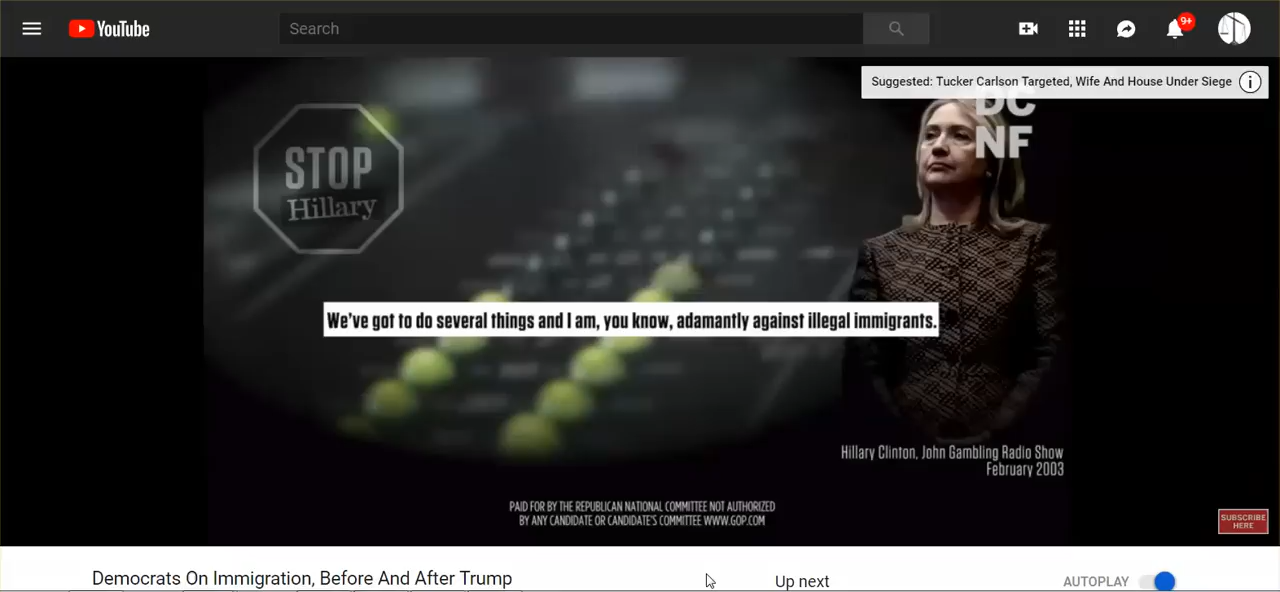 YouTube
Search
9+
Suggested: Tucker Carlson Targeted, Wife And House Under Siege
DC
NF
STOP
Hillary
We've got to do several things and I am, you know, adamantly against illegal immigrants.
Hillary Clinton, John Gambling Radio Show
February 2003
PAID FOR BY THE REPUBLICAN NATIONAL COMMITTEE NOT AUTHORIZED
BY ANY CANDIDATE OR CANDIDATE'S COMMITTEE WWW.GOP.COM
SUBSCRIBE
HERE
Democrats On Immigration, Before And After Trump
Up next
AUTOPLAY